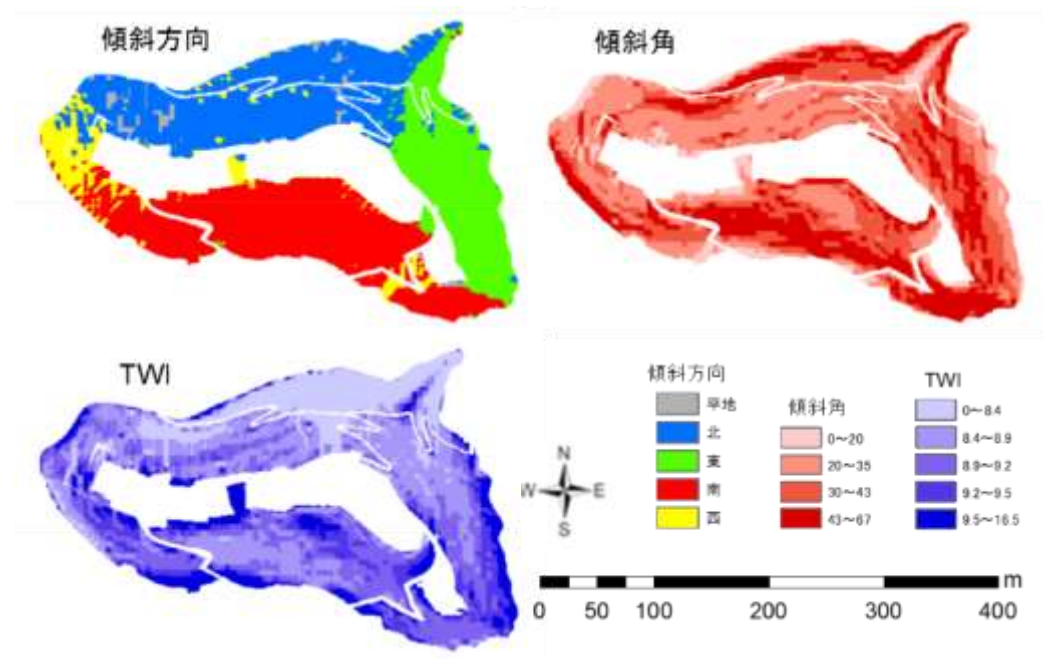 傾斜方向
傾斜角
TWI
傾斜方向
平地
北
東
南
西
傾斜角
0～20
20～35
30～43
43～67
TWI
0～8.4
8.4～8.9
8.9～9.2
9.2～9.5
9.5～16.5
N
W E
S
m
0 50 100 200 300 400